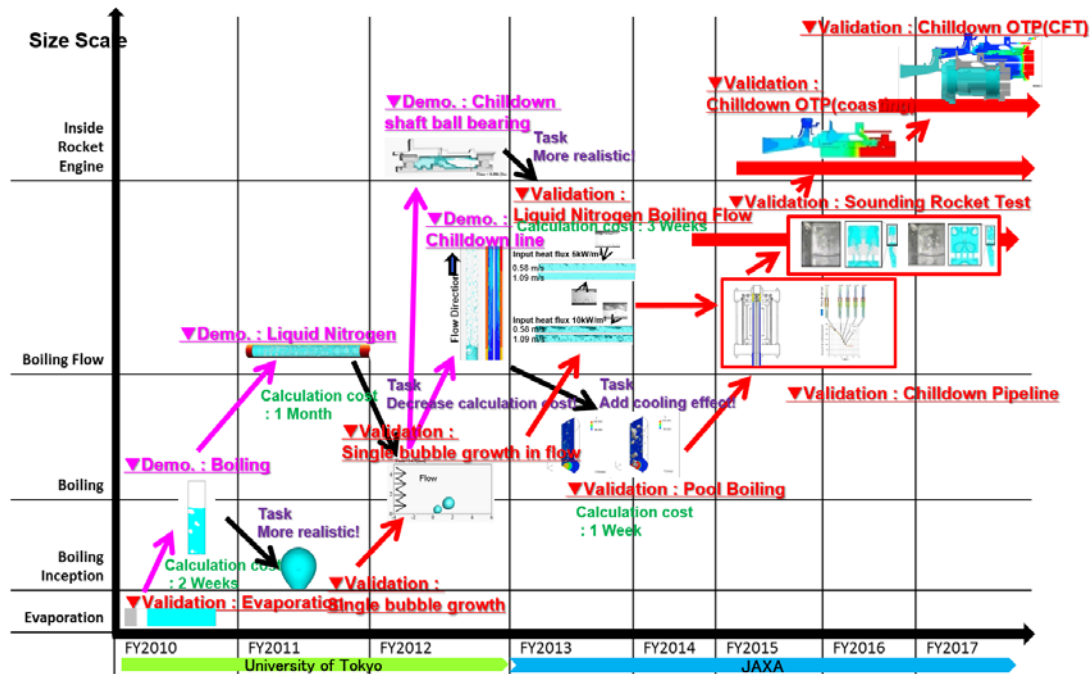 Size Scale
▼Validation : Chilldown OTP(CFT)
▼Validation :
Chilldown OTP(coasting)
▼Demo. : Chilldown
shaft ball bearing
Inside
Rocket
Engine
Task
More realistic!
▼Validation :
Liquid Nitrogen Boiling Flow
Calculation cost : 3 Weeks
▼Validation : Sounding Rocket Test
▼Demo. :
Chilldown line
Flow Direction
Input heat flux 5kW/m²
0.58 m/s
1.09 m/s
Input heat flux 10kW/m²
0.58 m/s
1.09 m/s
▼Demo. : Liquid Nitrogen
Boiling Flow
Calculation cost
: 1 Month
Task
Decrease calculation cost!
Task
Add cooling effect!
▼Validation : Chilldown Pipeline
▼Validation :
Single bubble growth in flow
▼Demo. : Boiling
Flow
Boiling
▼Validation : Pool Boiling
Calculation cost
: 1 Week
Task
More realistic!
Boiling
Inception
Calculation cost
: 2 Weeks
▼Validation :
Single bubble growth
▼Validation : Evaporation
Evaporation
FY2010
FY2011
FY2012
FY2013
FY2014
FY2015
FY2016
FY2017
University of Tokyo
JAXA